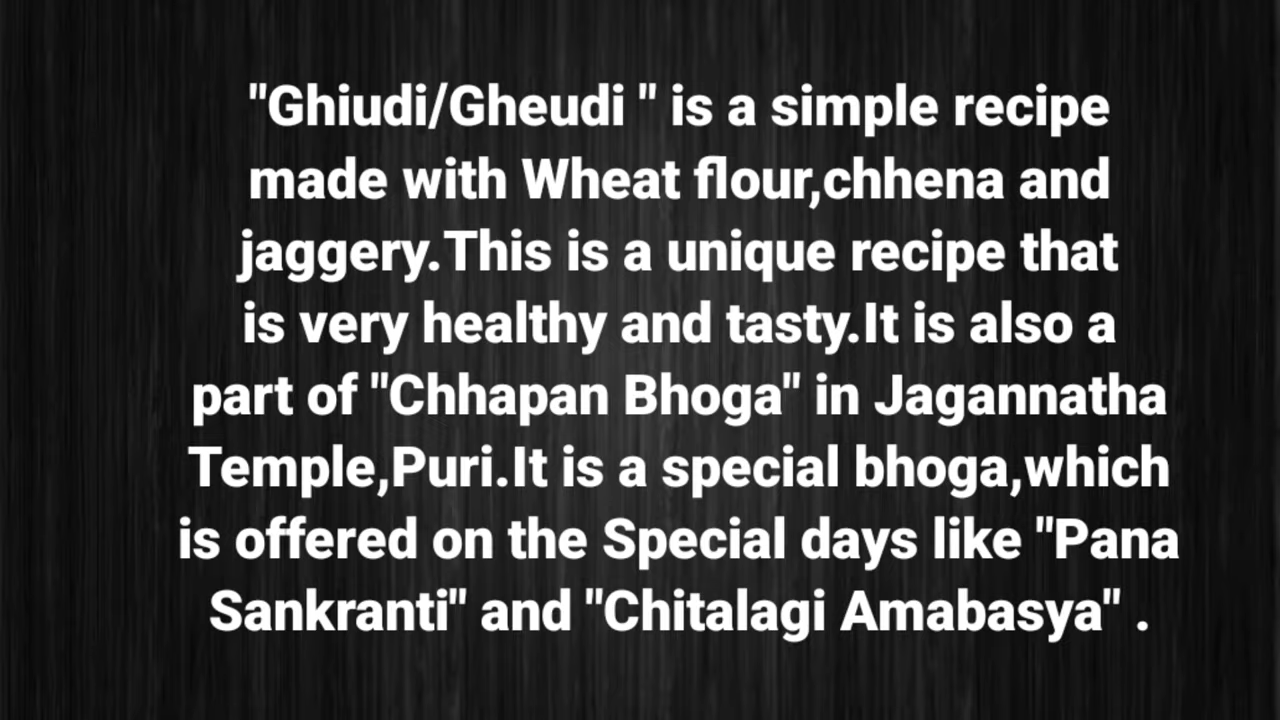 "Ghiudi/Gheudi " is a simple recipe
made with Wheat flour,chhena and
jaggery.This is a unique recipe that
is very healthy and tasty.It is also a
part of "Chhapan Bhoga" in Jagannatha
Temple,Puri.It is a special bhoga,which
is offered on the Special days like "Pana
Sankranti" and "Chitalagi Amabasya" .